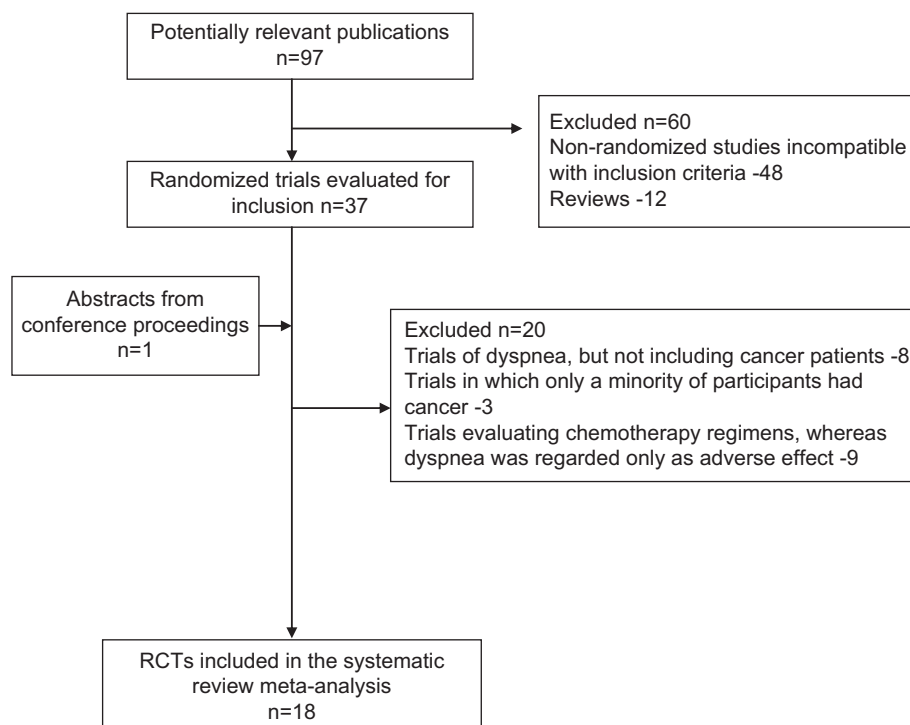 Potentially relevant publications
n=97
Excluded n=60
Non-randomized studies incompatible
with inclusion criteria -48
Reviews -12
Randomized trials evaluated for
inclusion n=37
Abstracts from
conference proceedings
n=1
Excluded n=20
Trials of dyspnea, but not including cancer patients -8
Trials in which only a minority of participants had
cancer -3
Trials evaluating chemotherapy regimens, whereas
dyspnea was regarded only as adverse effect -9
RCTs included in the systematic
review meta-analysis
n=18